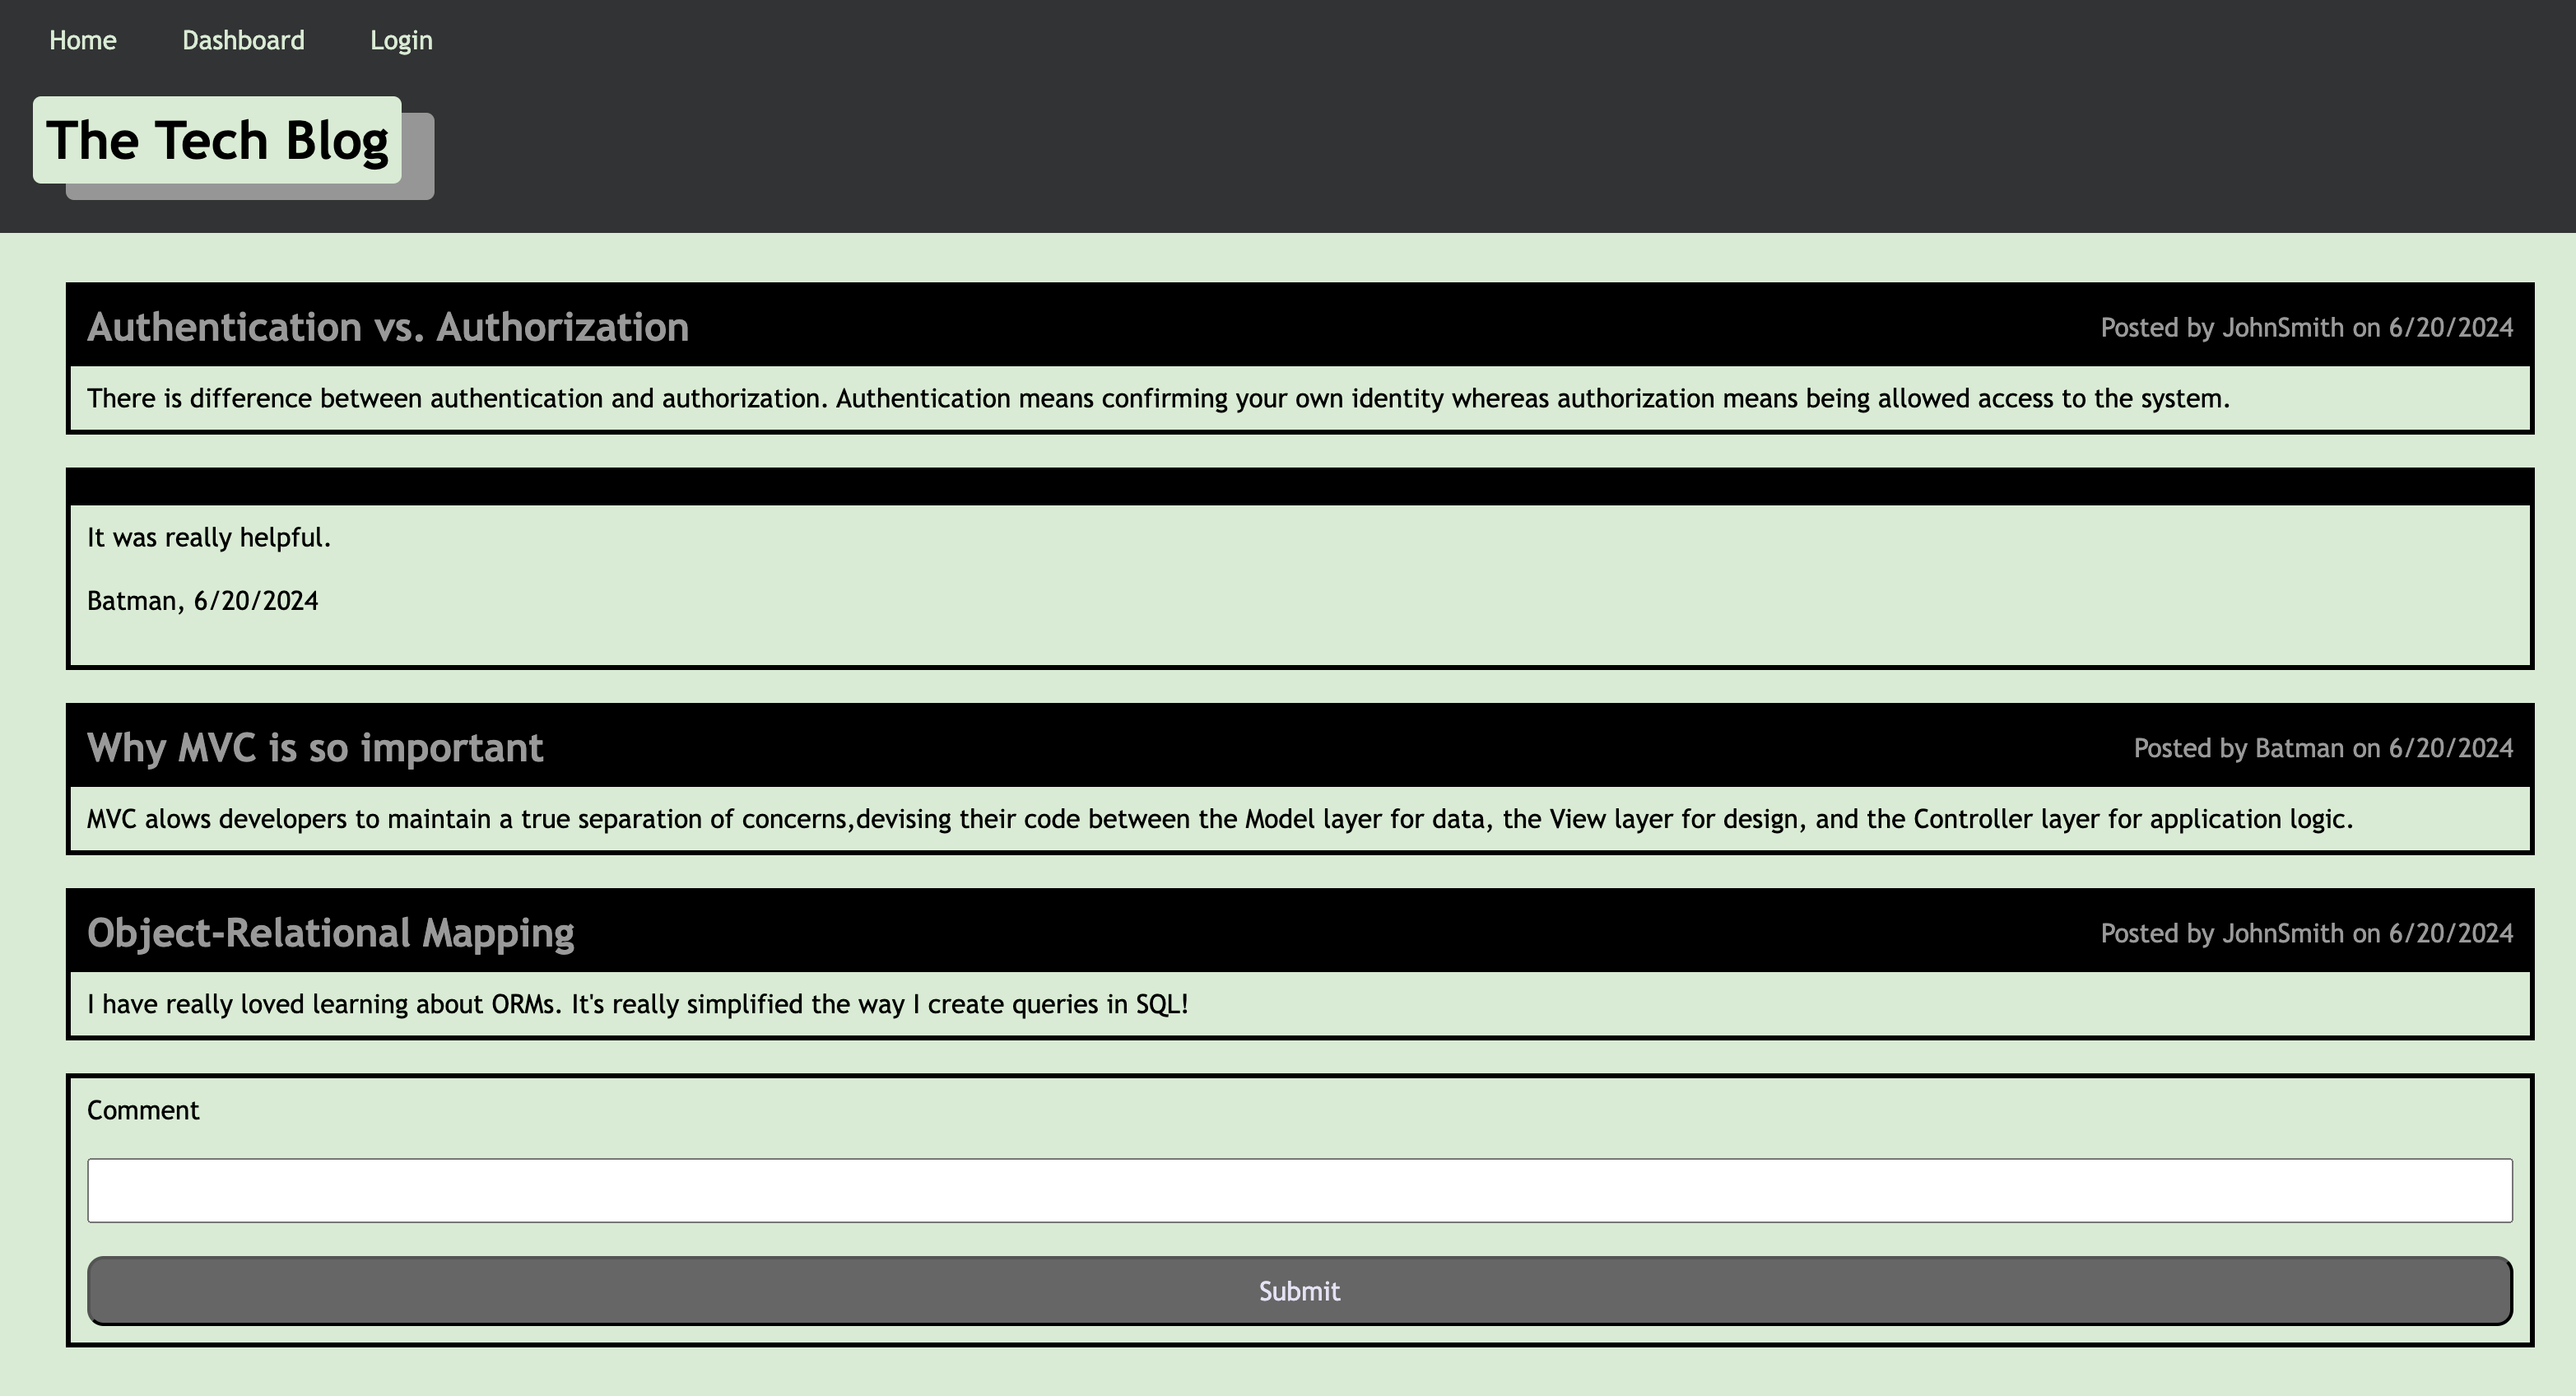 Home Dashboard Login
The Tech Blog
Authentication vs. Authorization
Posted by JohnSmith on 6/20/2024
There is difference between authentication and authorization. Authentication means confirming your own identity whereas authorization means being allowed access to the system.
It was really helpful.
Batman, 6/20/2024
Why MVC is so important
Posted by Batman on 6/20/2024
MVC alows developers to maintain a true separation of concerns,devising their code between the Model layer for data, the View layer for design, and the Controller layer for application logic.
Object-Relational Mapping
Posted by JohnSmith on 6/20/2024
I have really loved learning about ORMs. It's really simplified the way I create queries in SQL!
Comment
Submit